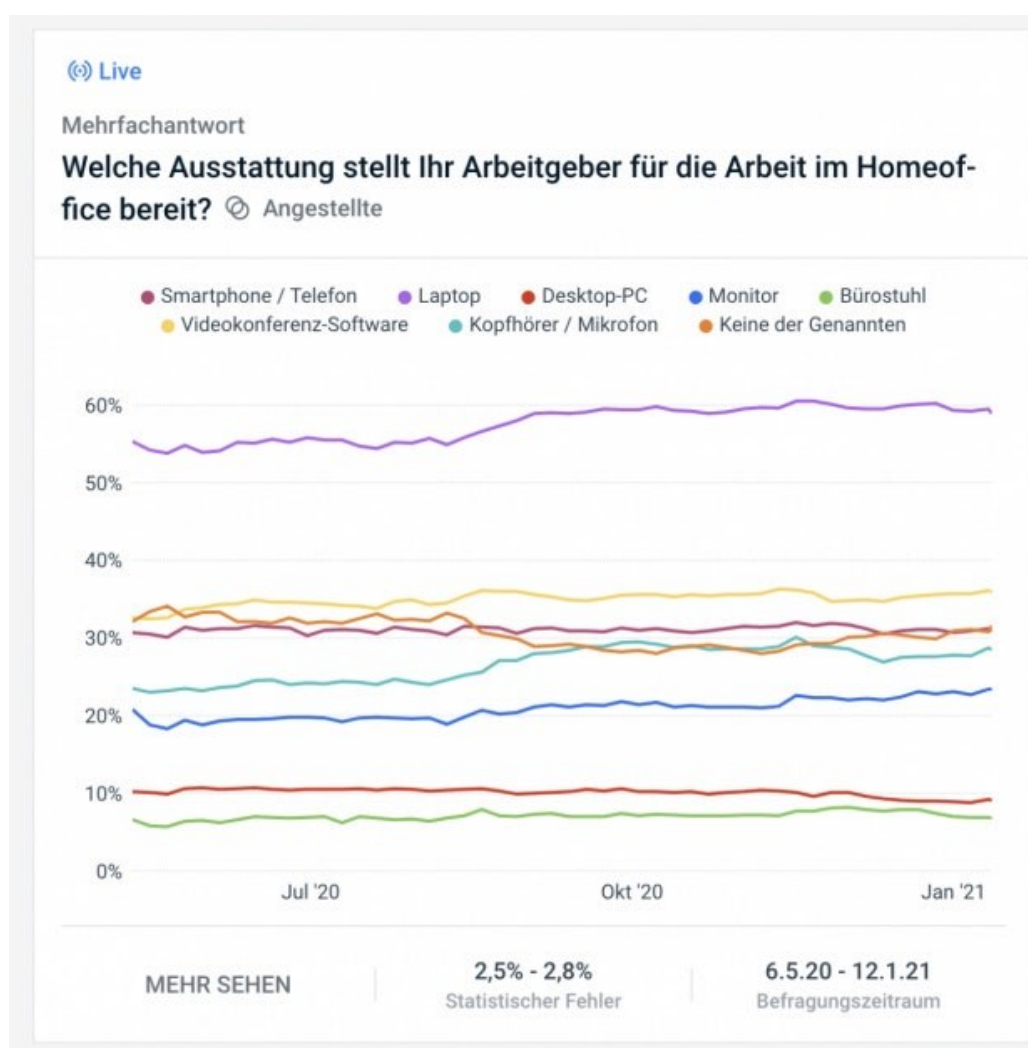 Live
Mehrfachantwort
Welche Ausstattung stellt Ihr Arbeitgeber für die Arbeit im Homeof-
fice bereit? Angestellte
Smartphone / Telefon Laptop Desktop-PC Monitor Bürostuhl
Videokonferenz-Software Kopfhörer / Mikrofon Keine der Genannten
60%
50%
40%
30%
20%
10%
0%
Jul '20 Okt '20 Jan '21
MEHR SEHEN
2,5% - 2,8%
Statistischer Fehler
6.5.20 - 12.1.21
Befragungszeitraum